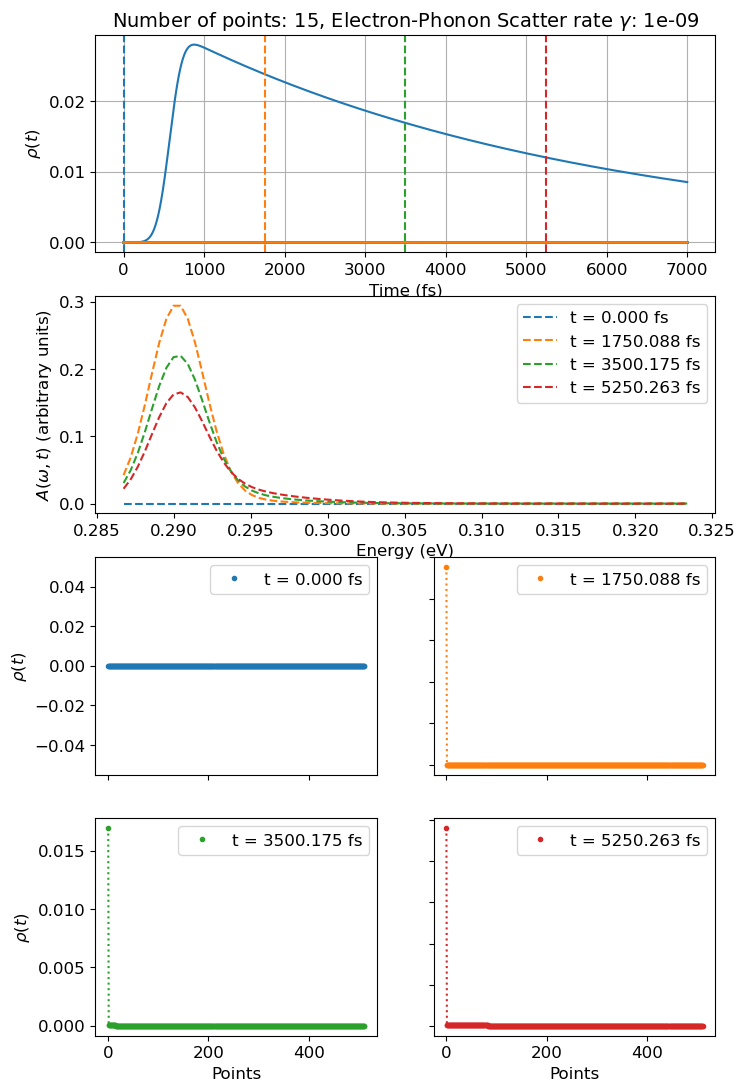 Number of points: 15, Electron-Phonon Scatter rate γ: 1e-09
0.02
0.01
0.00
ρ(t)
0 1000 2000 3000 4000 5000 6000 7000
Time (fs)
0.3
0.2
0.1
0.0
A(ω, t) (arbitrary units)
t = 0.000 fs
t = 1750.088 fs
t = 3500.175 fs
t = 5250.263 fs
0.285 0.290 0.295 0.300 0.305 0.310 0.315 0.320 0.325
Energy (eV)
0.04
0.02
0.00
−0.02
−0.04
ρ(t)
t = 0.000 fs
t = 1750.088 fs
0.015
0.010
0.005
0.000
ρ(t)
t = 3500.175 fs
0 200 400
Points
t = 5250.263 fs
0 200 400
Points